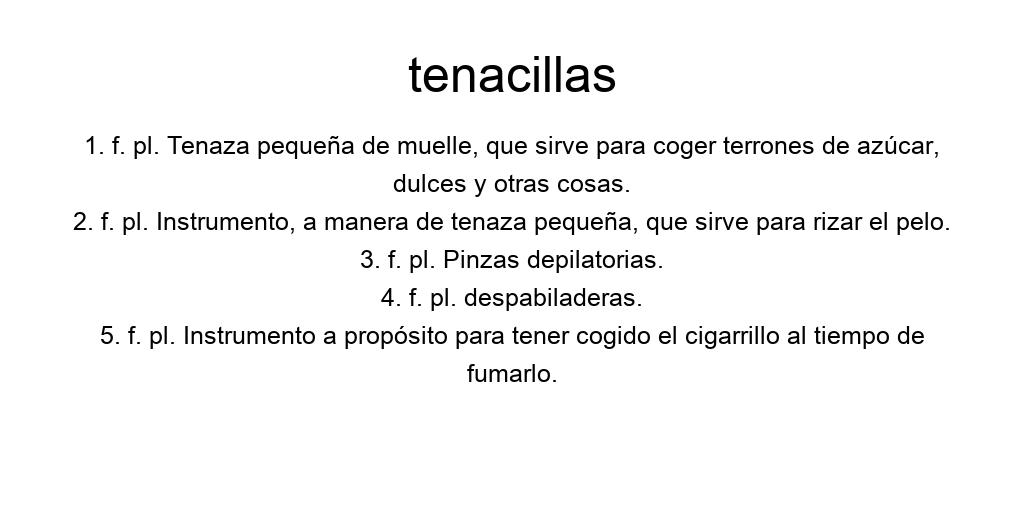 tenacillas
1. f. pl. Tenaza pequeña de muelle, que sirve para coger terrones de azúcar,
dulces y otras cosas.
2. f. pl. Instrumento, a manera de tenaza pequeña, que sirve para rizar el pelo.
3. f. pl. Pinzas depilatorias.
4. f. pl. despabiladeras.
5. f. pl. Instrumento a propósito para tener cogido el cigarrillo al tiempo de
fumarlo.